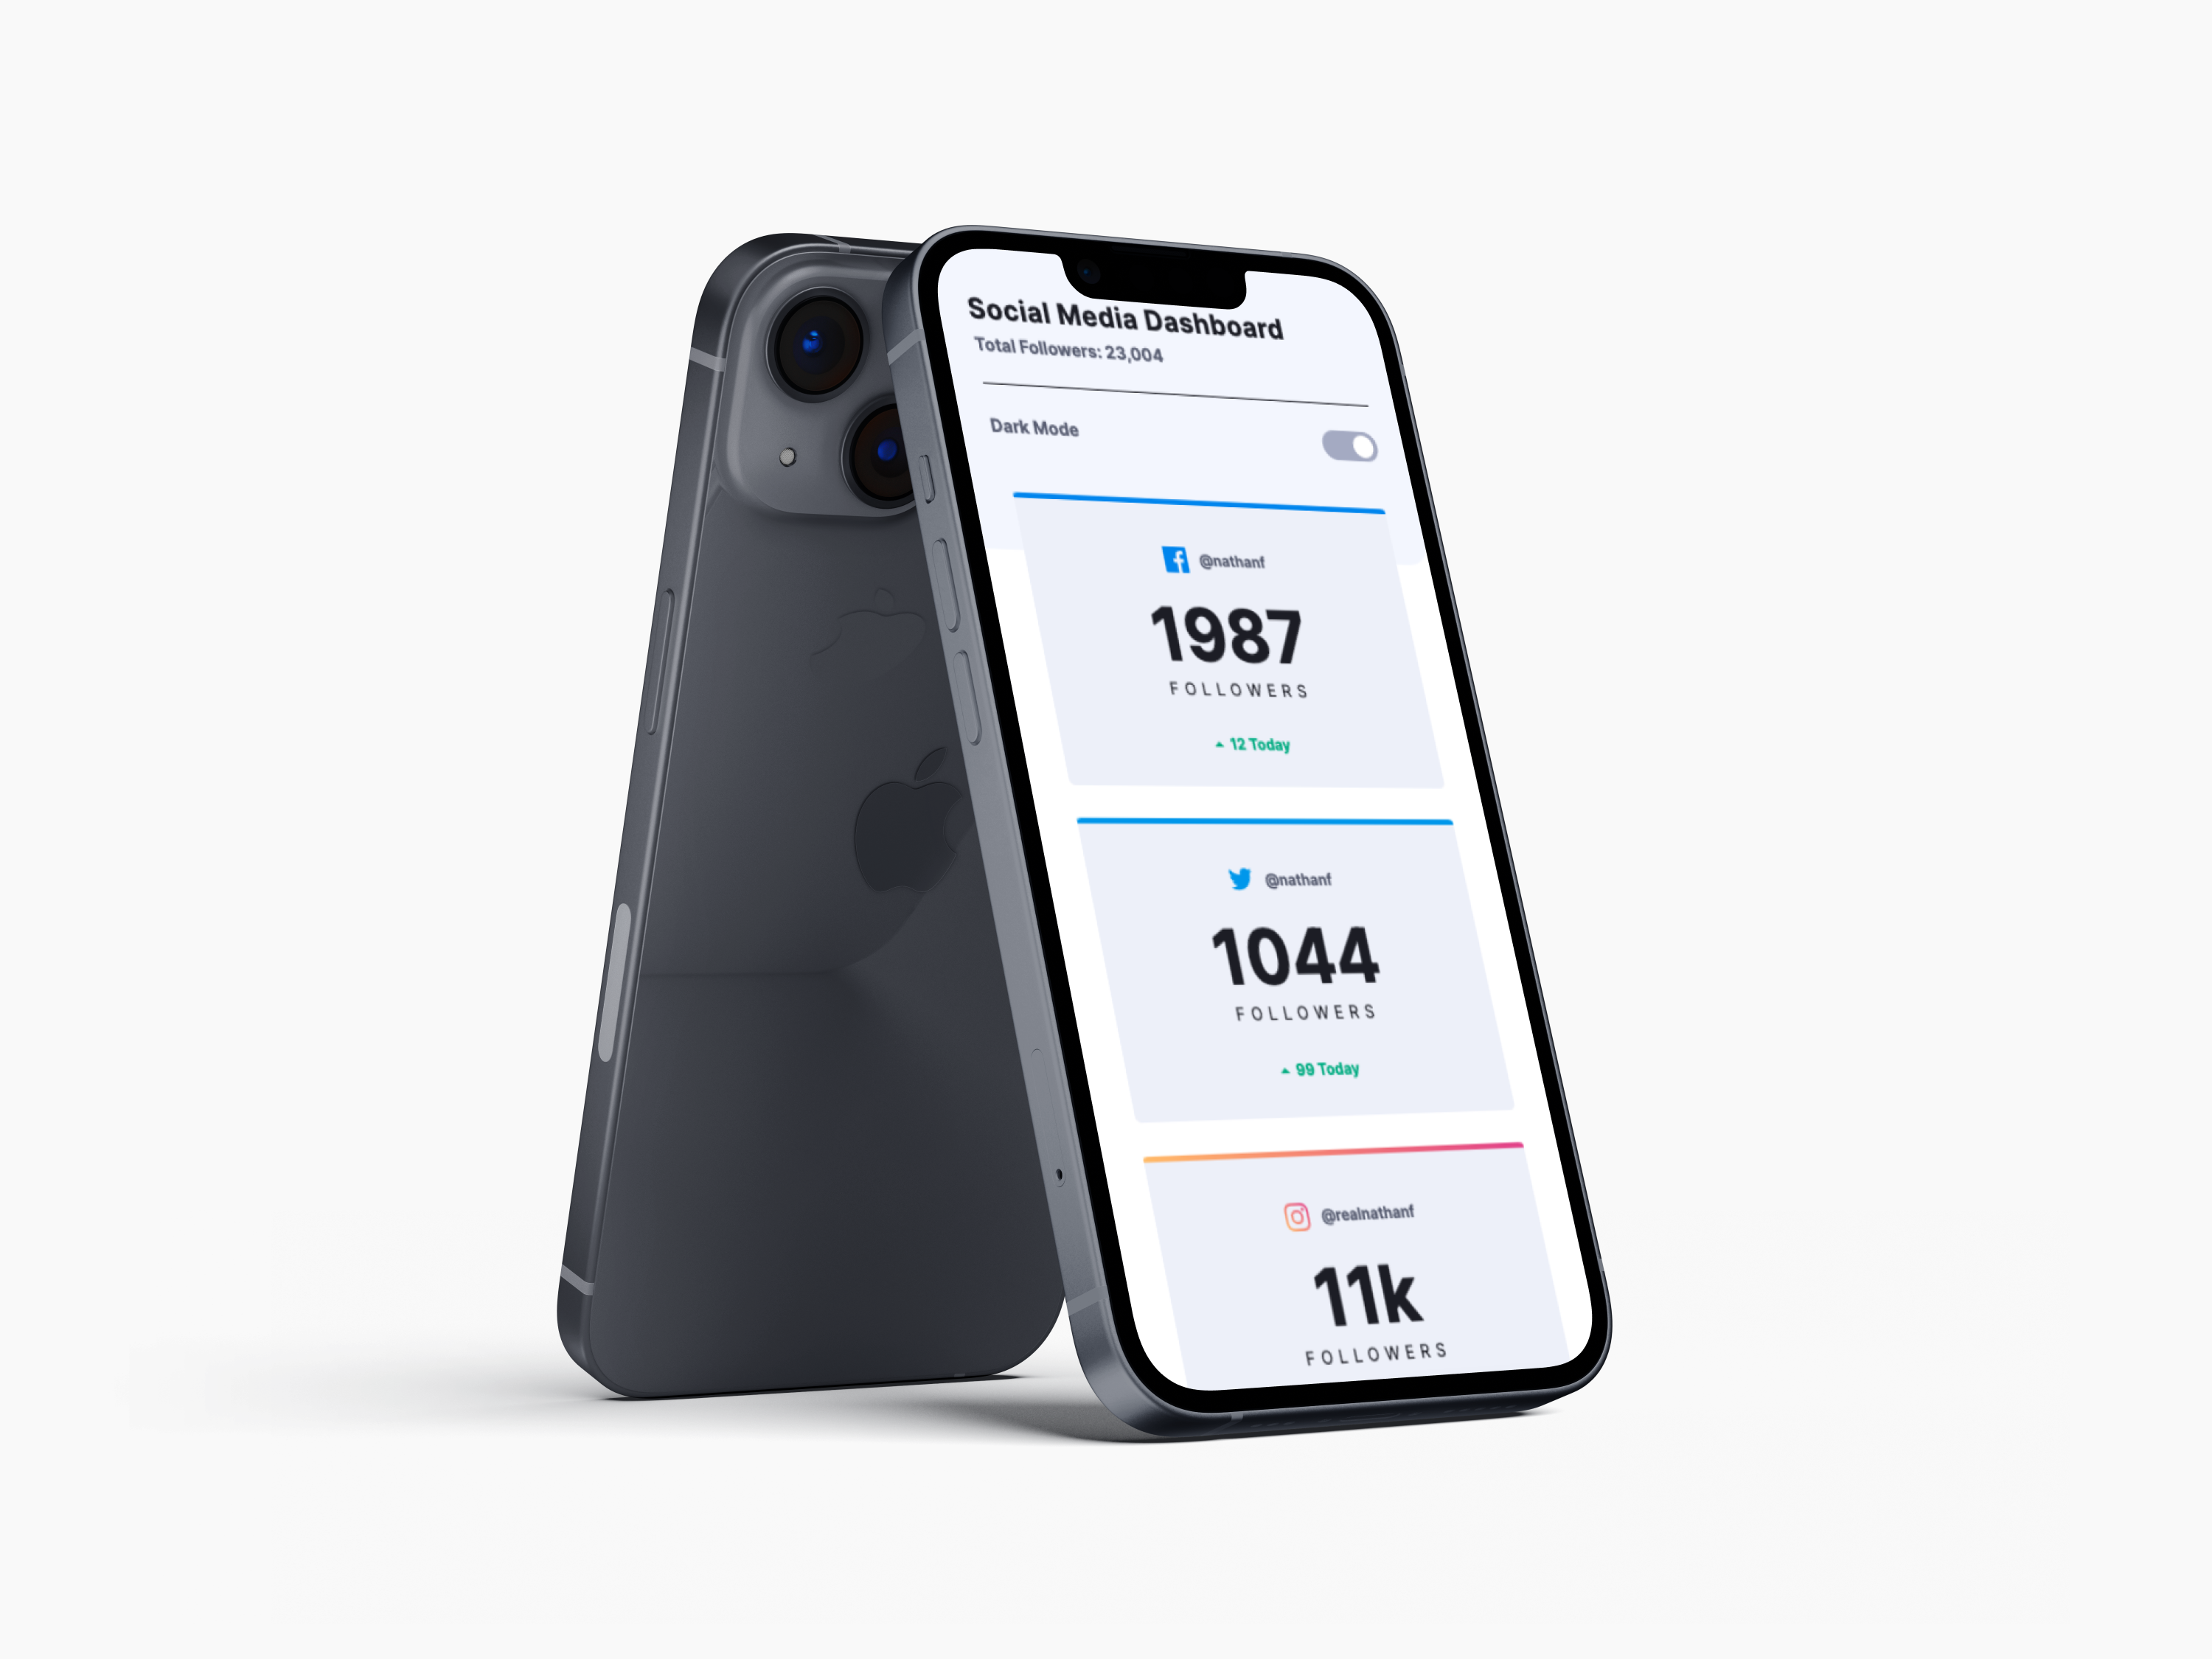 Social Media Dashboard
Total Followers: 23,004
Dark Mode
@nathanf
1987
FOLLOWERS
12 Today
@nathanf
1044
FOLLOWERS
99 Today
@realnathanf
11k
FOLLOWERS